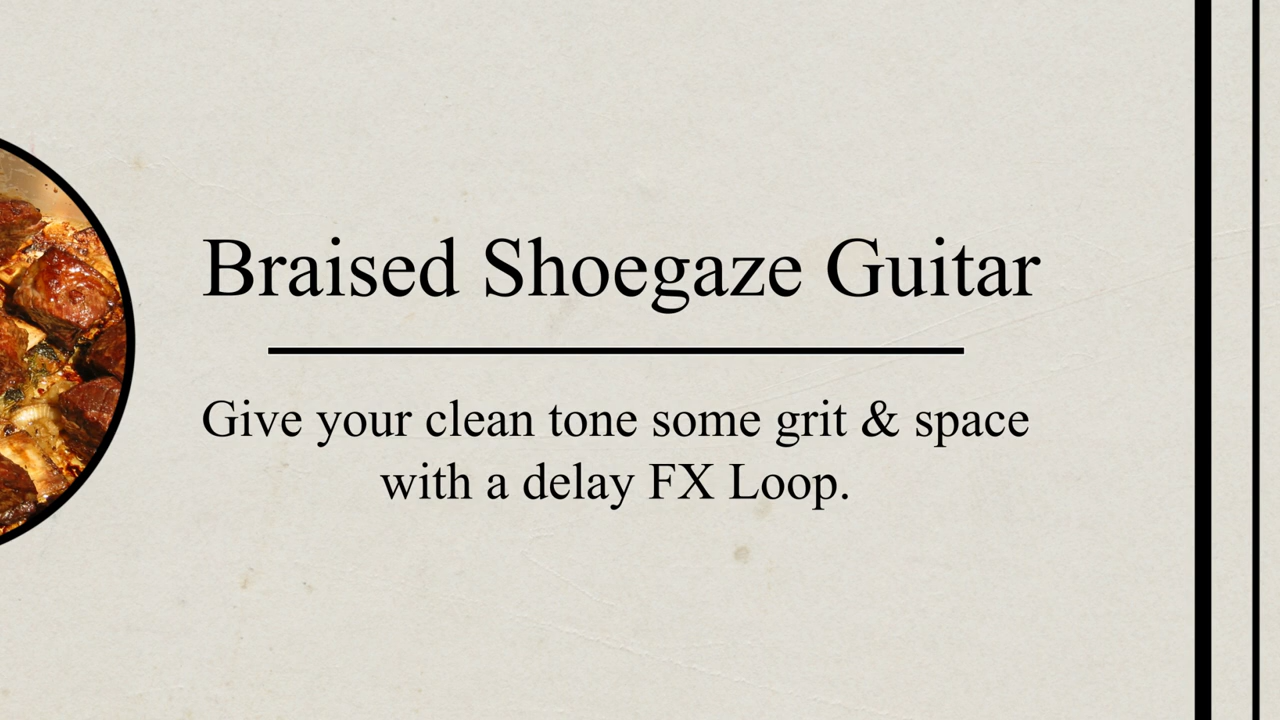 Braised Shoegaze Guitar
Give your clean tone some grit & space
with a delay FX Loop.